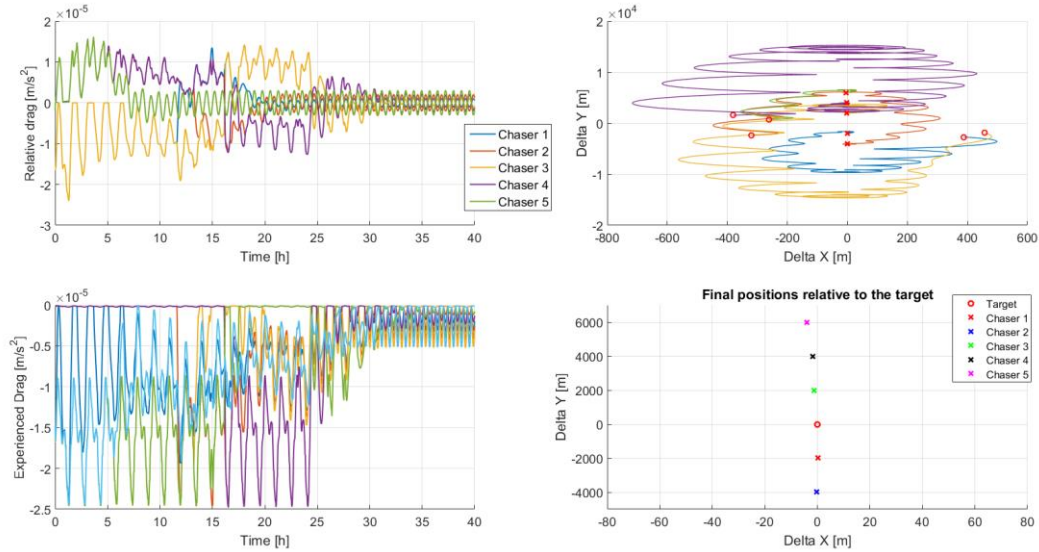 ×10⁻⁵
2
1
0
-1
-2
-3
Relative drag [m/s²]
0 5 10 15 20 25 30 35 40
Time [h]
Chaser 1
Chaser 2
Chaser 3
Chaser 4
Chaser 5
×10⁴
2
1
0
1
2
Delta Y [m]
-800 -600 -400 -200 0 200 400 600
Delta X [m]
×10⁻⁵
0
-0.5
-1
-1.5
-2
-2.5
Experienced Drag [m/s²]
0 5 10 15 20 25 30 35 40
Time [h]
Final positions relative to the target
6000
4000
2000
0
-2000
-4000
Delta Y [m]
-80 -60 -40 -20 0 20 40 60 80
Delta X [m]
Target
Chaser 1
Chaser 2
Chaser 3
Chaser 4
Chaser 5